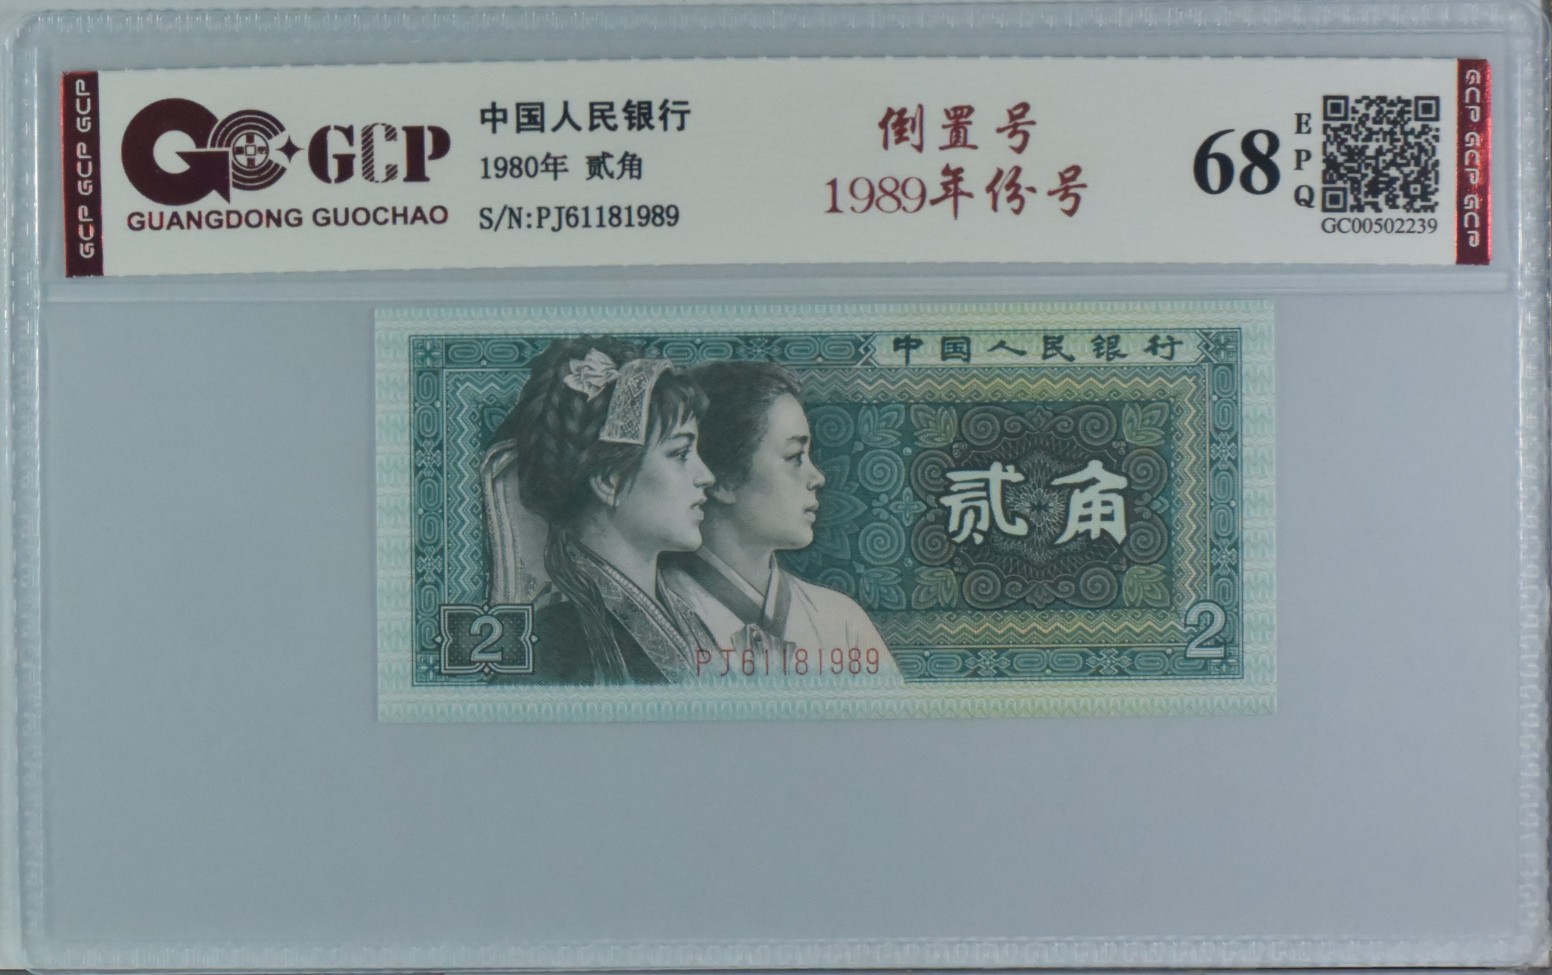 GCP GCP GCP
GCP
GUANGDONG GUOCHAO
中国人民银行
1980年 贰角
S/N:PJ61181989
倒置号
1989年份号
68
EPQ
GC00502239
GCP GCP GCP
中国人民银行
贰角
2
2
PJ61181989